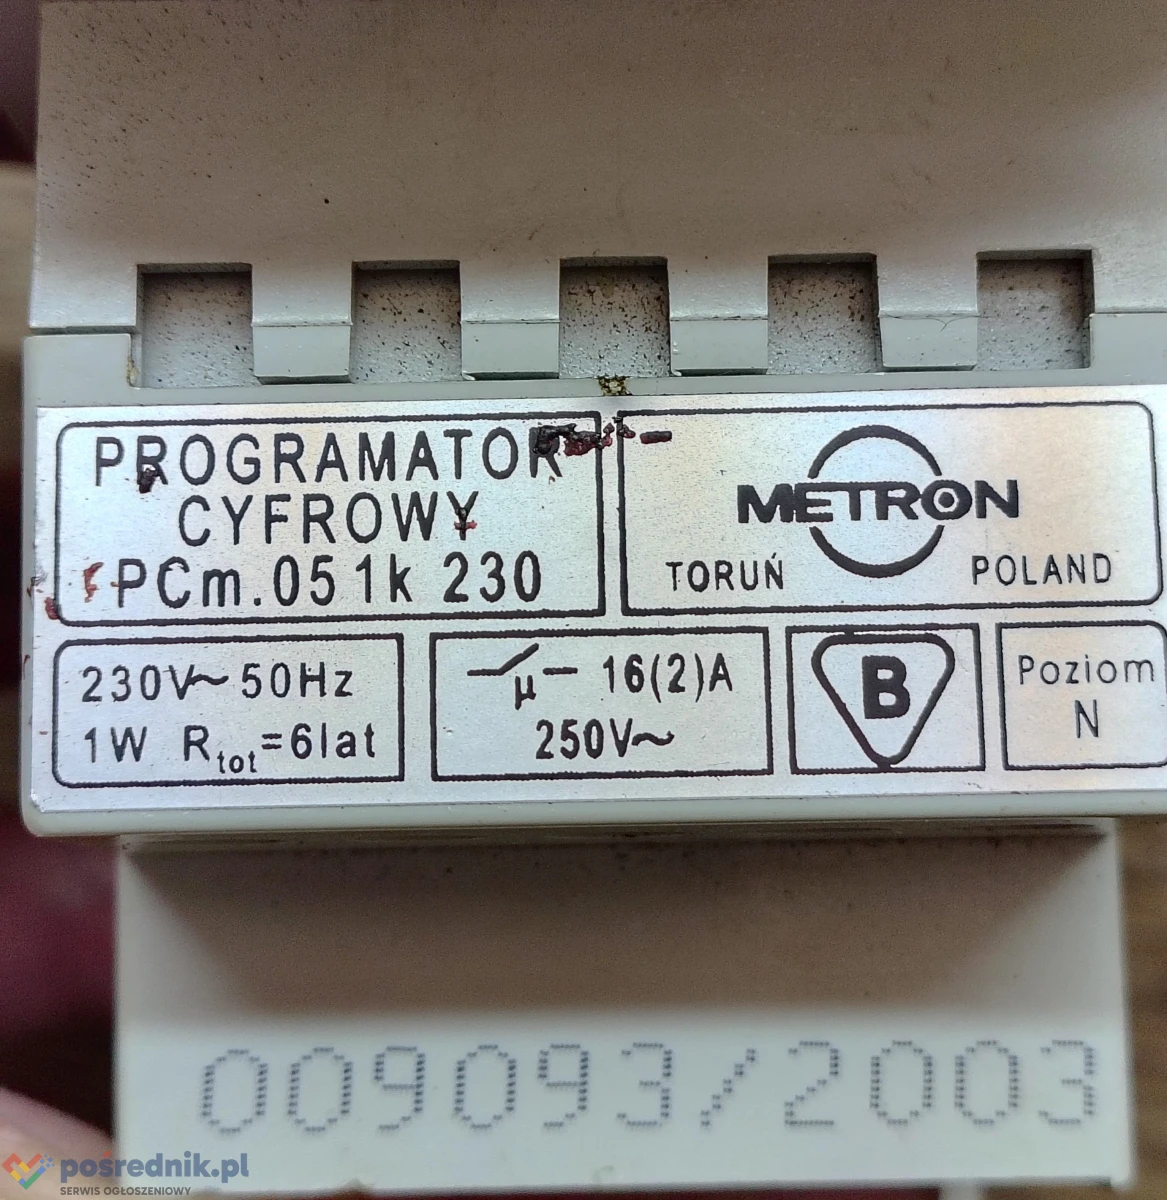 PROGRAMATOR
CYFROWY
PCm.051k 230
METRON
TORUŃ POLAND
230V~ 50Hz
1W Rtot=6lat
µ 16(2)A
250V~
B
Poziom
N
009093/2003
pośrednik.pl
SERWIS OGŁOSZENIOWY